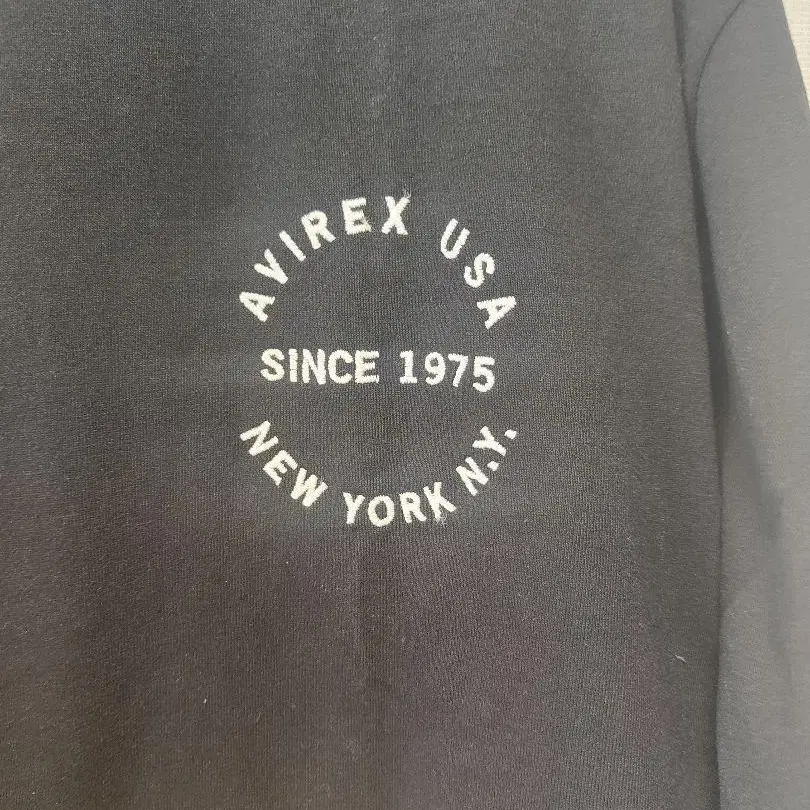 AVIREX USA
SINCE 1975
NEW YORK N.Y.